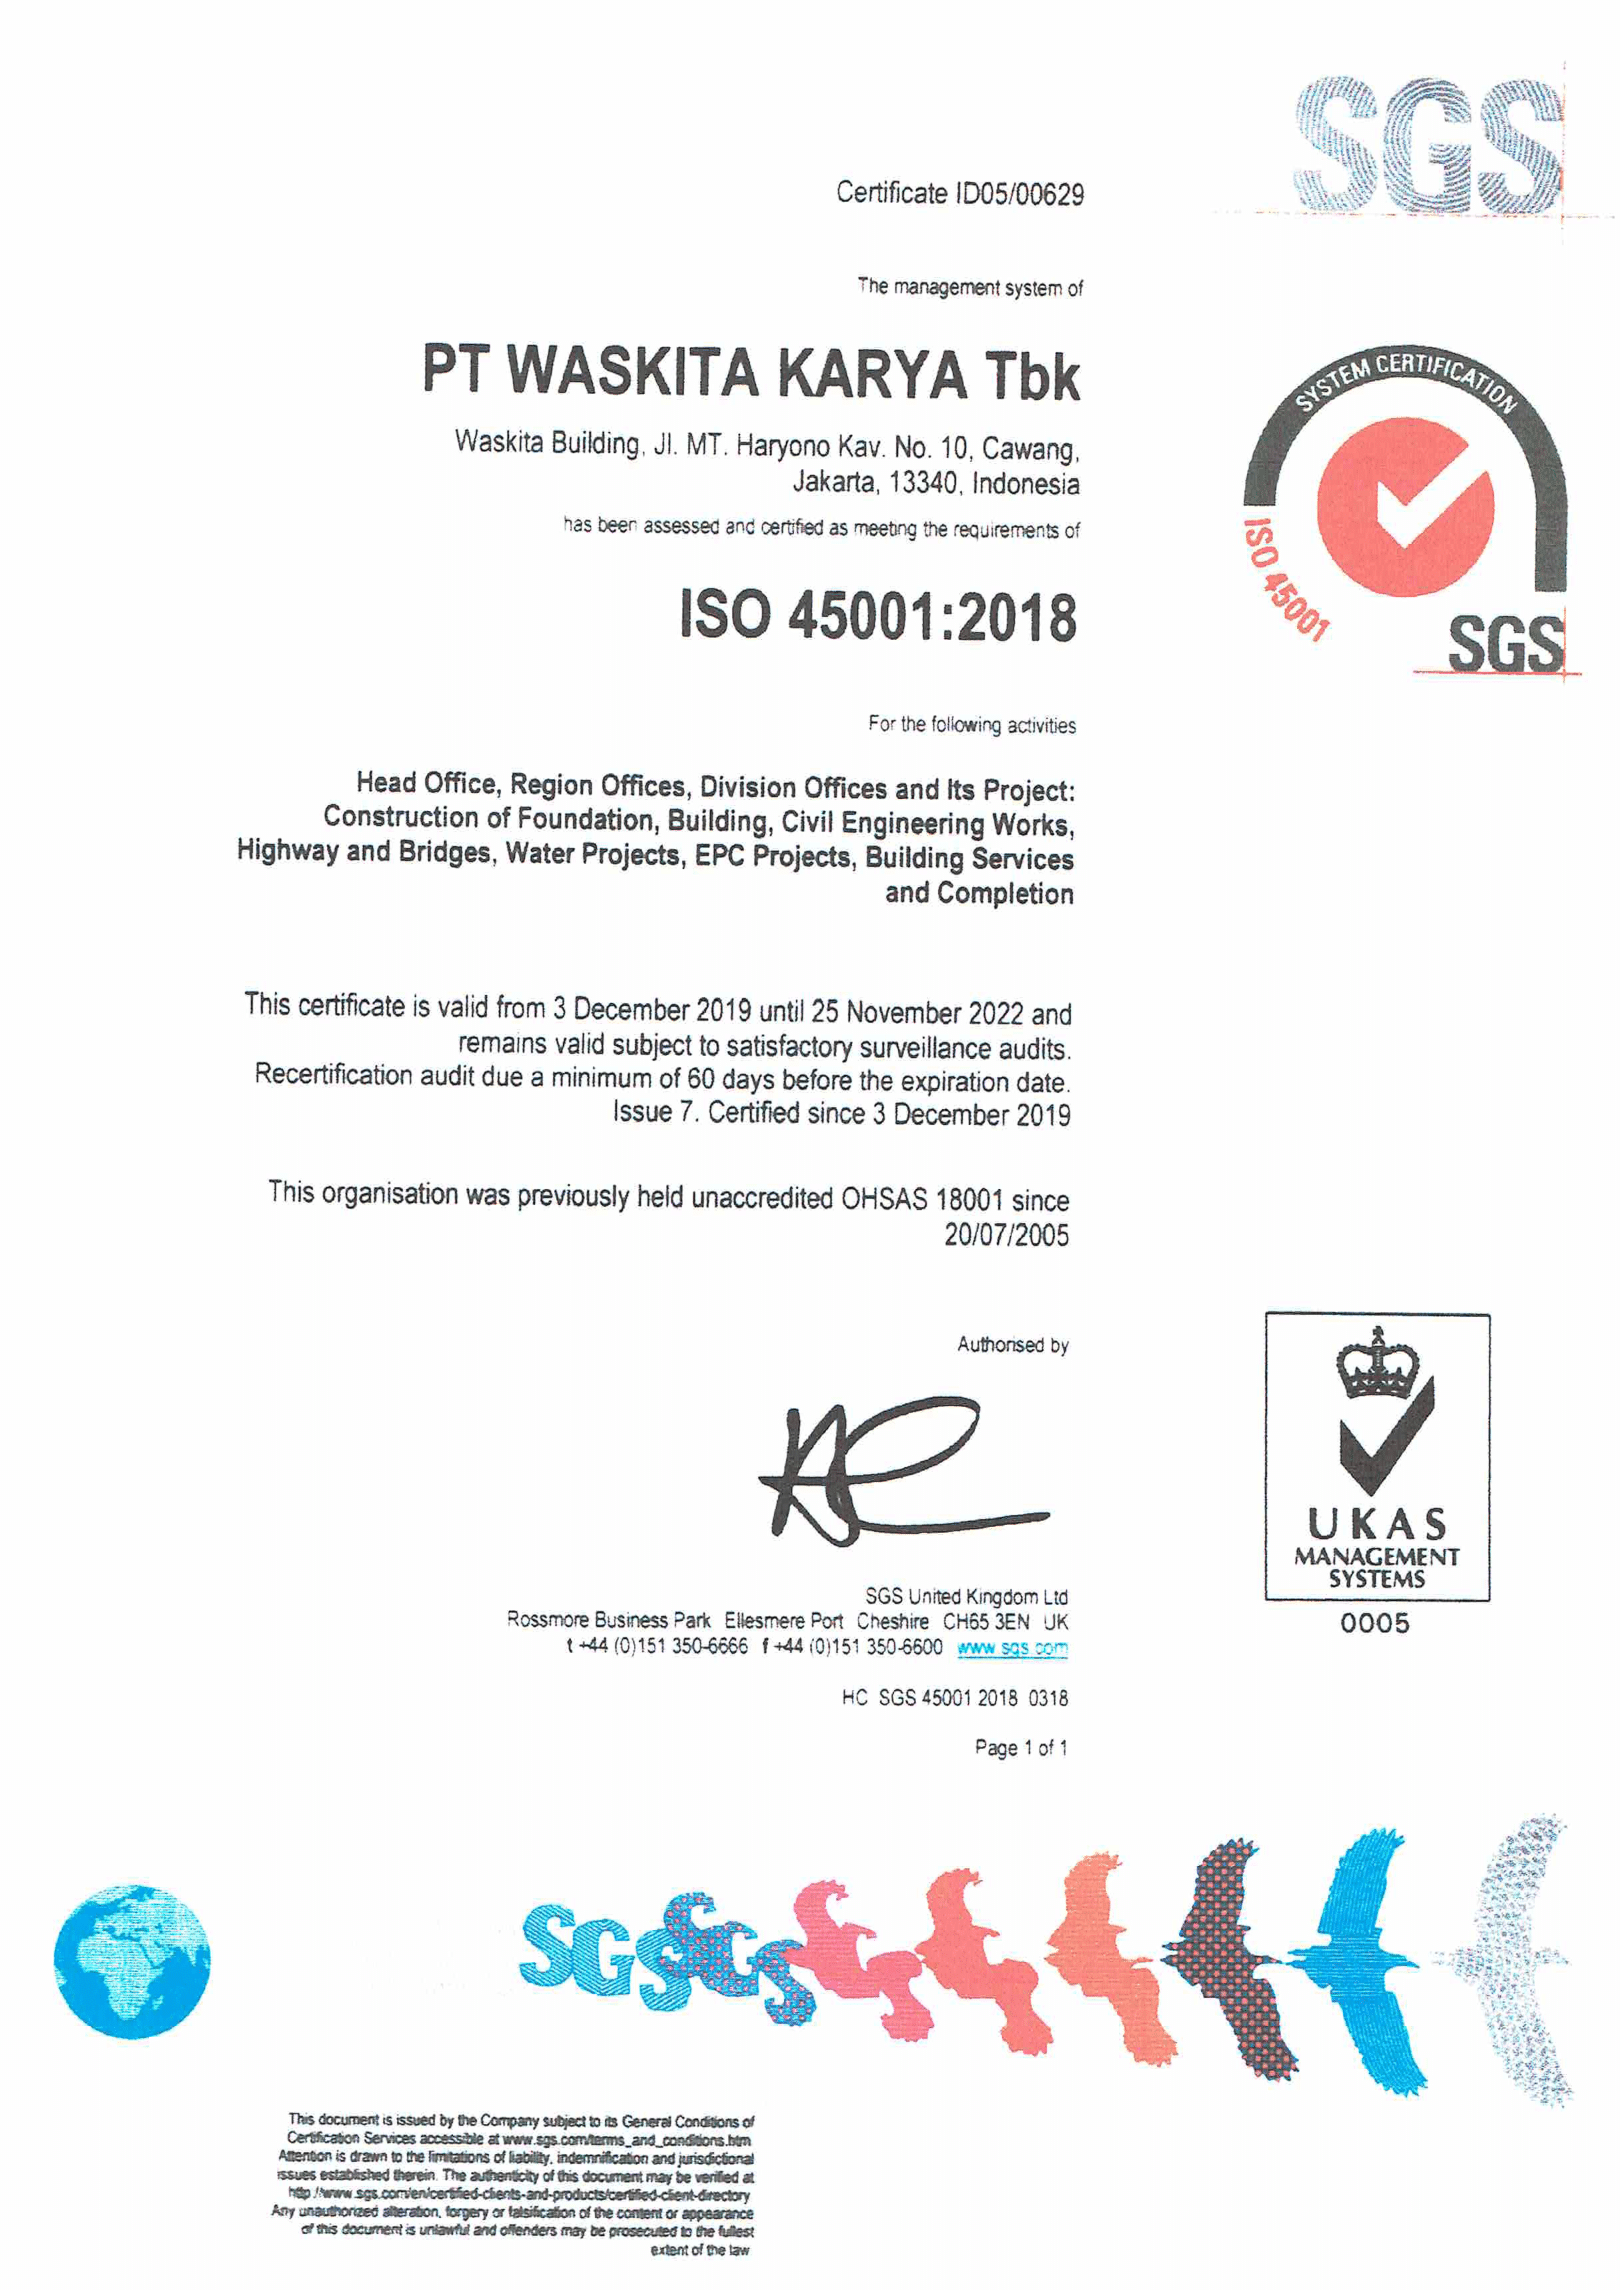 SGS
Certificate ID05/00629
The management system of
PT WASKITA KARYA Tbk
Waskita Building, Jl. MT. Haryono Kav. No. 10, Cawang,
Jakarta, 13340, Indonesia
has been assessed and certified as meeting the requirements of
SYSTEM CERTIFICATION
ISO 45001
SGS
ISO 45001:2018
For the following activities
Head Office, Region Offices, Division Offices and Its Project:
Construction of Foundation, Building, Civil Engineering Works,
Highway and Bridges, Water Projects, EPC Projects, Building Services
and Completion
This certificate is valid from 3 December 2019 until 25 November 2022 and
remains valid subject to satisfactory surveillance audits.
Recertification audit due a minimum of 60 days before the expiration date.
Issue 7. Certified since 3 December 2019
This organisation was previously held unaccredited OHSAS 18001 since
20/07/2005
Authorised by
SGS United Kingdom Ltd
Rossmore Business Park Ellesmere Port Cheshire CH65 3EN UK
t +44 (0)151 350-6666 f +44 (0)151 350-6600 www.sgs.com
HC SGS 45001 2018 0318
Page 1 of 1
UKAS
MANAGEMENT
SYSTEMS
0005
SGS
This document is issued by the Company subject to its General Conditions of
Certification Services accessible at www.sgs.com/terms_and_conditions.htm
Attention is drawn to the limitations of liability, indemnification and jurisdictional
issues established therein. The authenticity of this document may be verified at
http://www.sgs.com/en/certified-clients-and-products/certified-client-directory
Any unauthorized alteration, forgery or falsification of the content or appearance
of this document is unlawful and offenders may be prosecuted to the fullest
extent of the law